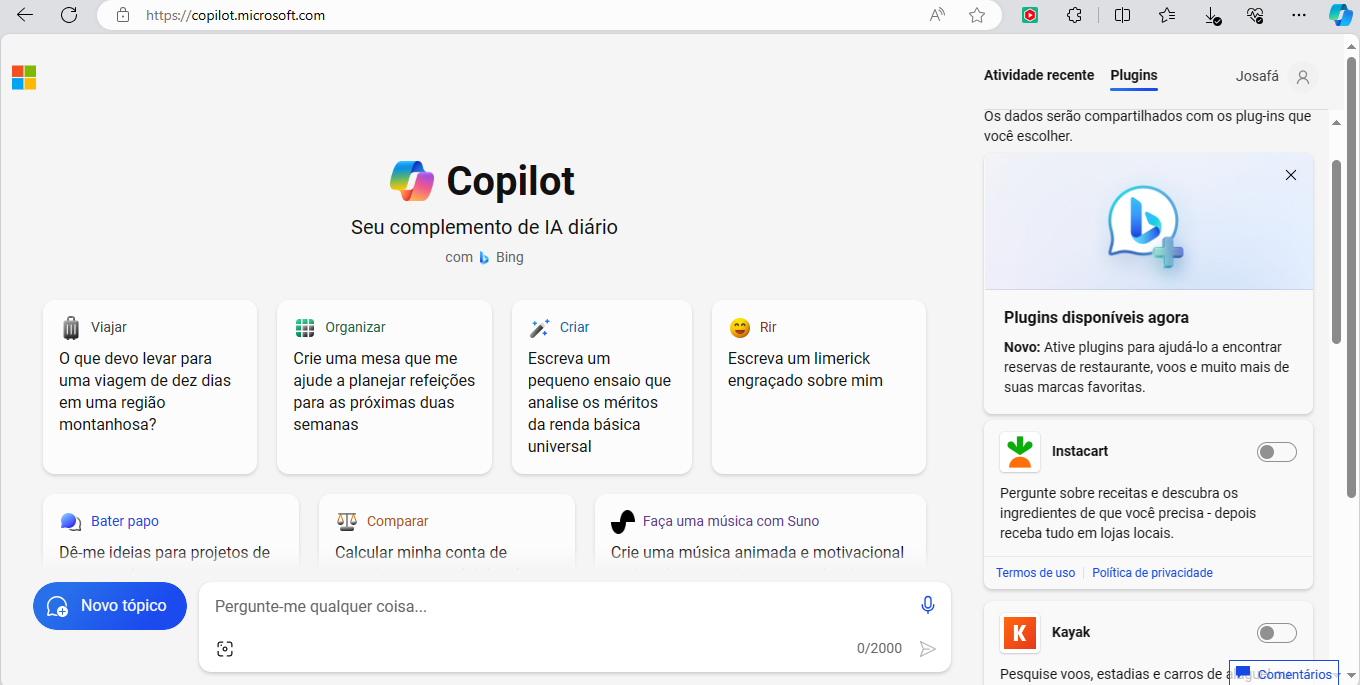 https://copilot.microsoft.com
Atividade recente Plugins Josafá
Os dados serão compartilhados com os plug-ins que
você escolher.
Copilot
Seu complemento de IA diário
com Bing
Viajar
O que devo levar para
uma viagem de dez dias
em uma região
montanhosa?
Organizar
Crie uma mesa que me
ajude a planejar refeições
para as próximas duas
semanas
Criar
Escreva um
pequeno ensaio que
analise os méritos
da renda básica
universal
Rir
Escreva um limerick
engraçado sobre mim
Bater papo
Dê-me ideias para projetos de
Comparar
Calcular minha conta de
Faça uma música com Suno
Crie uma música animada e motivacional
Novo tópico
Pergunte-me qualquer coisa...
0/2000
Plugins disponíveis agora
Novo: Ative plugins para ajudá-lo a encontrar
reservas de restaurante, voos e muito mais de
suas marcas favoritas.
Instacart
Pergunte sobre receitas e descubra os
ingredientes de que você precisa - depois
receba tudo em lojas locais.
Termos de uso Política de privacidade
K
Kayak
Pesquise voos, estadias e carros de
Comentários